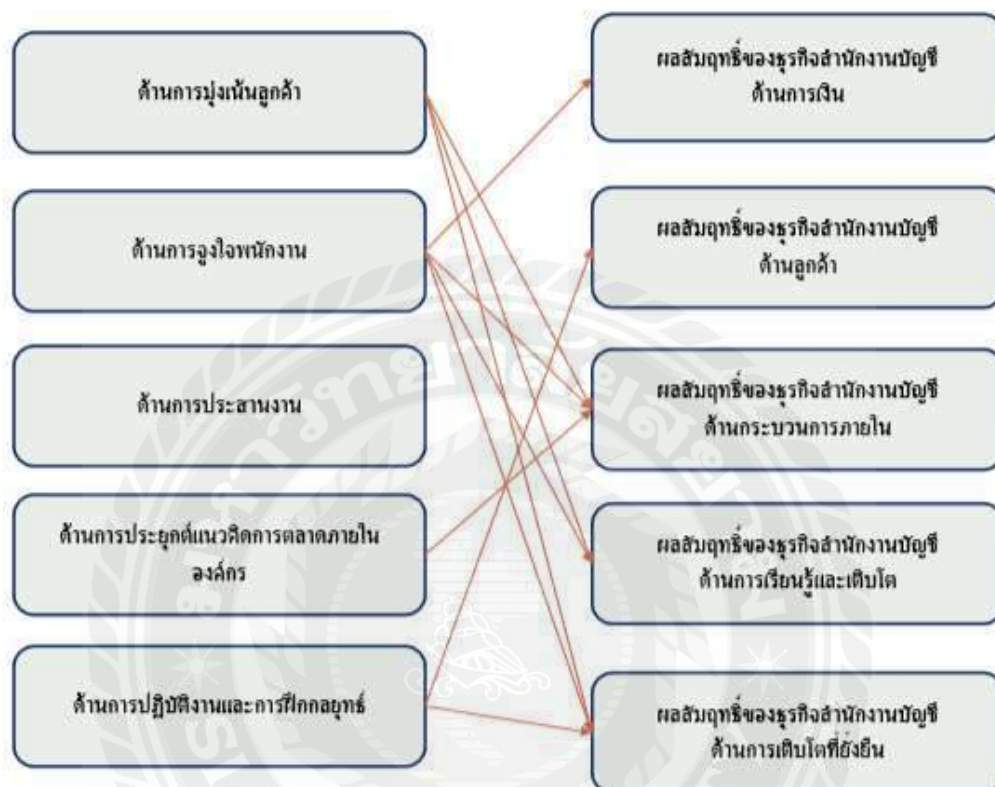 ด้านการมุ่งเน้นลูกค้า
ด้านการจูงใจพนักงาน
ด้านการประสานงาน
ด้านการประยุกต์แนวคิดการตลาดภายใน
องค์กร
ด้านการปฏิบัติงานและการฝึกกลยุทธ์
ผลสัมฤทธิ์ของธุรกิจสำนักงานบัญชี
ด้านการเงิน
ผลสัมฤทธิ์ของธุรกิจสำนักงานบัญชี
ด้านลูกค้า
ผลสัมฤทธิ์ของธุรกิจสำนักงานบัญชี
ด้านกระบวนการภายใน
ผลสัมฤทธิ์ของธุรกิจสำนักงานบัญชี
ด้านการเรียนรู้และเติบโต
ผลสัมฤทธิ์ของธุรกิจสำนักงานบัญชี
ด้านการเติบโตที่ยั่งยืน